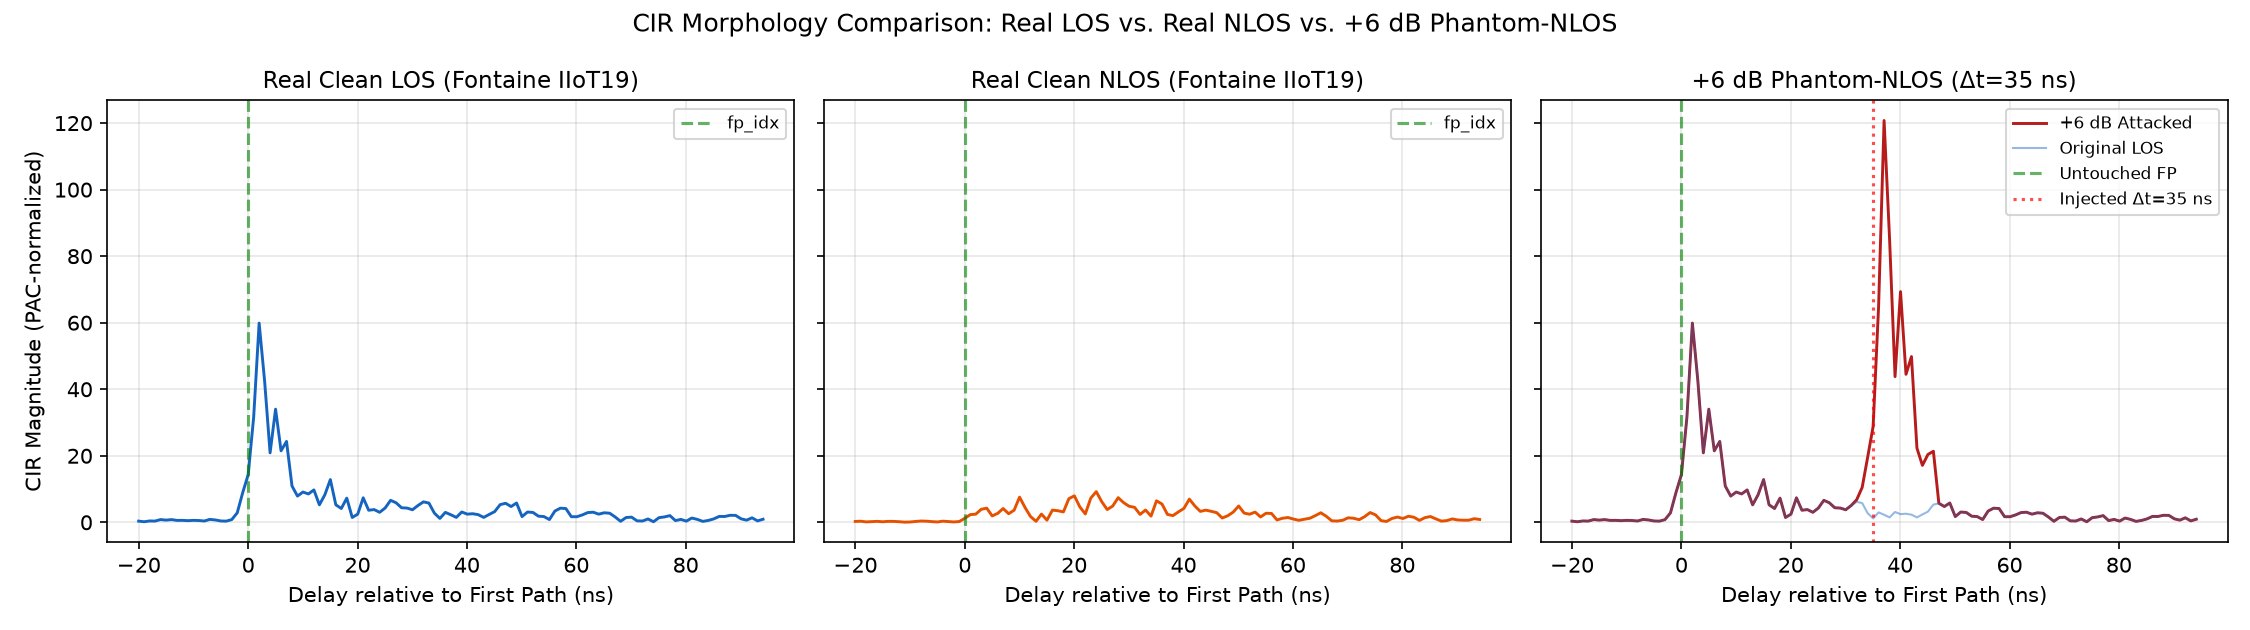 CIR Morphology Comparison: Real LOS vs. Real NLOS vs. +6 dB Phantom-NLOS
Real Clean LOS (Fontaine IIoT19)
CIR Magnitude (PAC-normalized)
120
100
80
60
40
20
0
fp_idx
−20 0 20 40 60 80
Delay relative to First Path (ns)
Real Clean NLOS (Fontaine IIoT19)
fp_idx
−20 0 20 40 60 80
Delay relative to First Path (ns)
+6 dB Phantom-NLOS (Δt=35 ns)
+6 dB Attacked
Original LOS
Untouched FP
Injected Δt=35 ns
−20 0 20 40 60 80
Delay relative to First Path (ns)